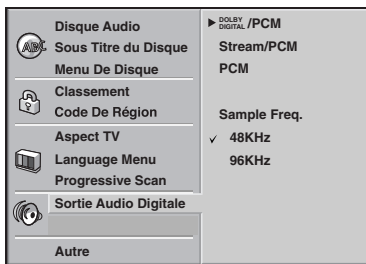 Disque Audio
ABC
Sous Titre du Disque
Menu De Disque
Classement
Code De Région
Aspect TV
Language Menu
Progressive Scan
Sortie Audio Digitale
Autre
DOLBY DIGITAL /PCM
Stream/PCM
PCM
Sample Freq.
48KHz
96KHz